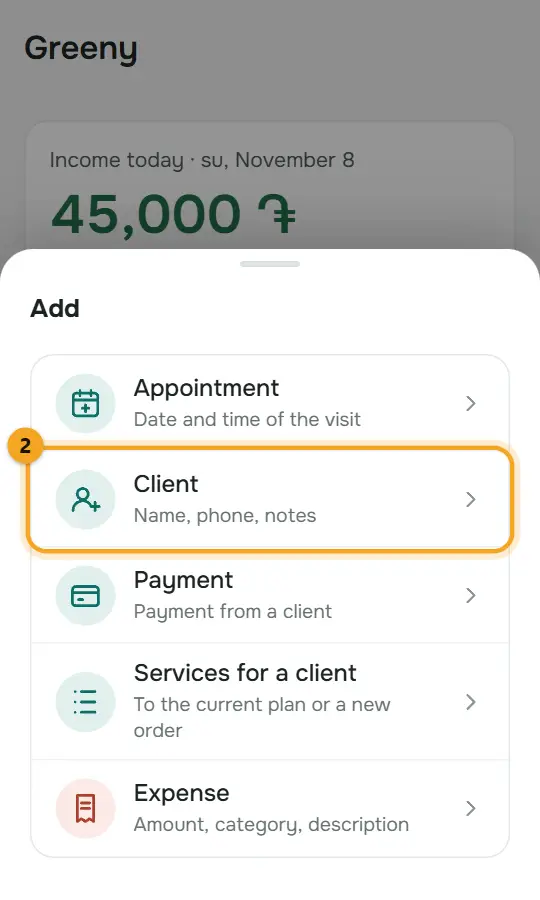 Greeny
Income today · su, November 8
45,000 ֏
Add
Appointment
Date and time of the visit
2
Client
Name, phone, notes
Payment
Payment from a client
Services for a client
To the current plan or a new
order
Expense
Amount, category, description